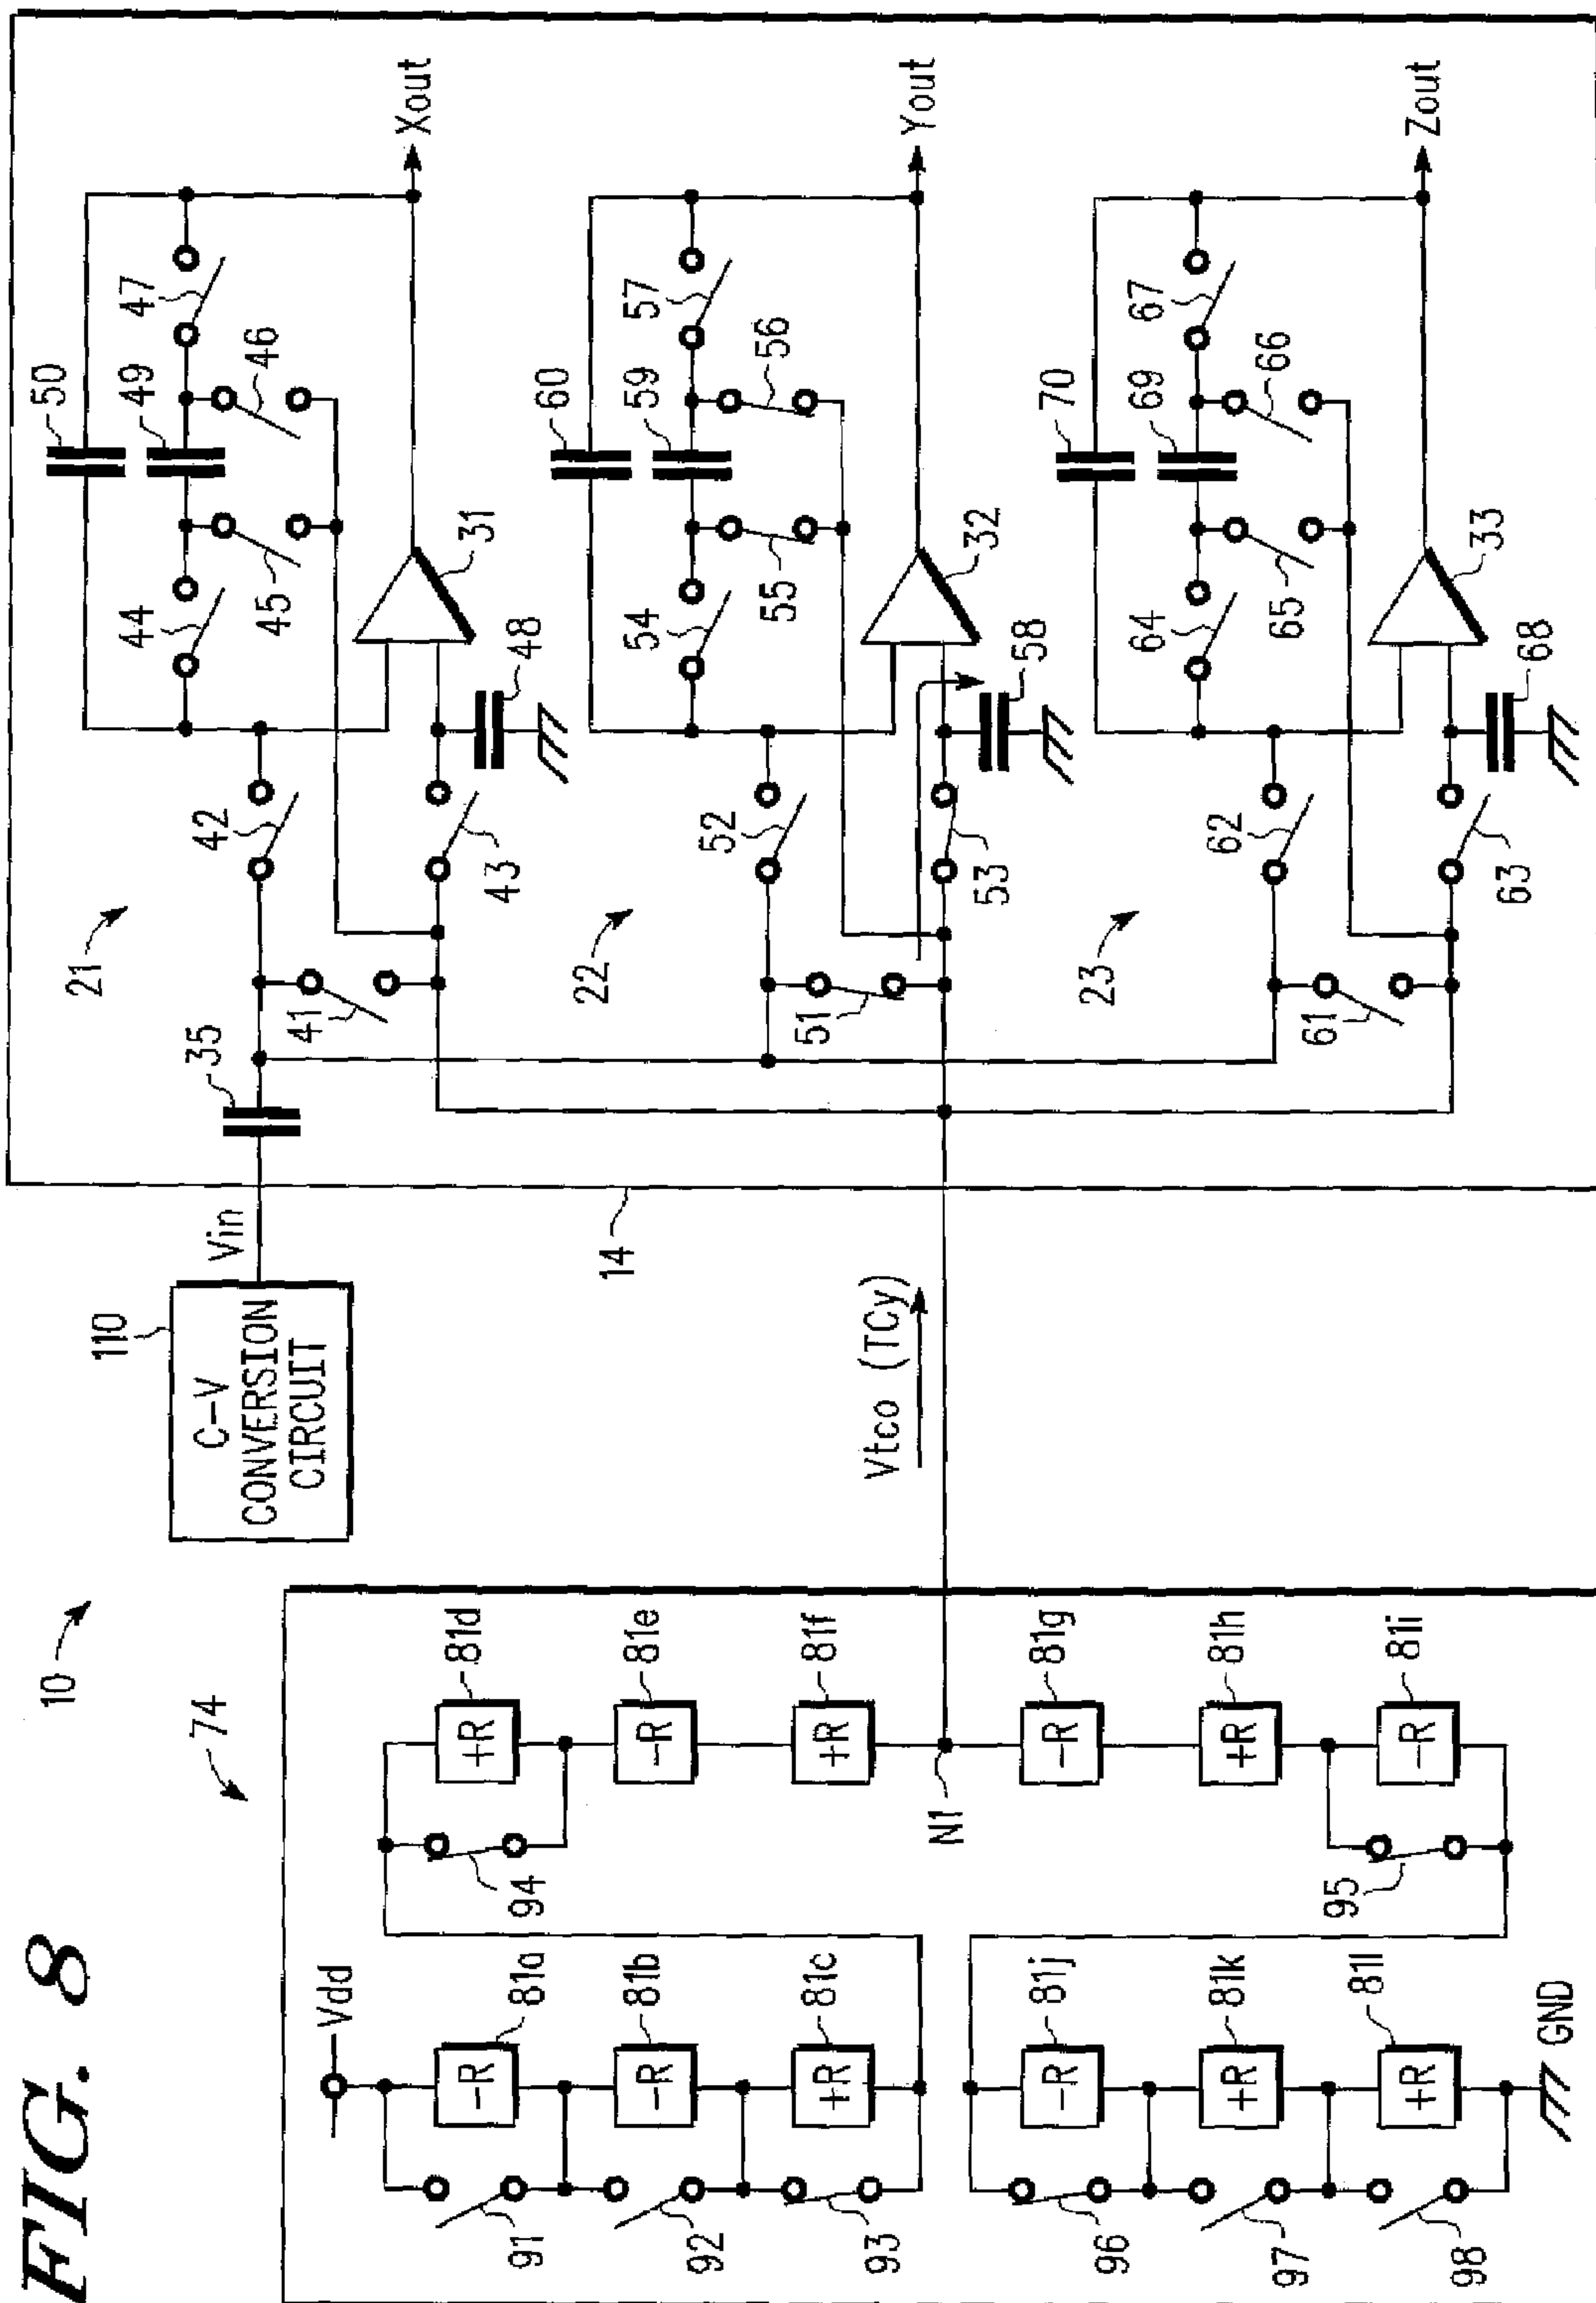 FIG. 8
10
74
Vdd
91
92
93
-R
81a
-R
81b
+R
81c
94
+R
81d
-R
81e
+R
81f
N1
-R
81g
+R
81h
-R
81i
95
96
97
98
-R
81j
+R
81k
+R
81l
GND
110
C-V
CONVERSION
CIRCUIT
Vin
Vtco (TCy)
14
35
21
41
42
43
44
45
46
47
48
49
50
31
Xout
22
51
52
53
54
55
56
57
58
59
60
32
Yout
23
61
62
63
64
65
66
67
68
69
70
33
Zout